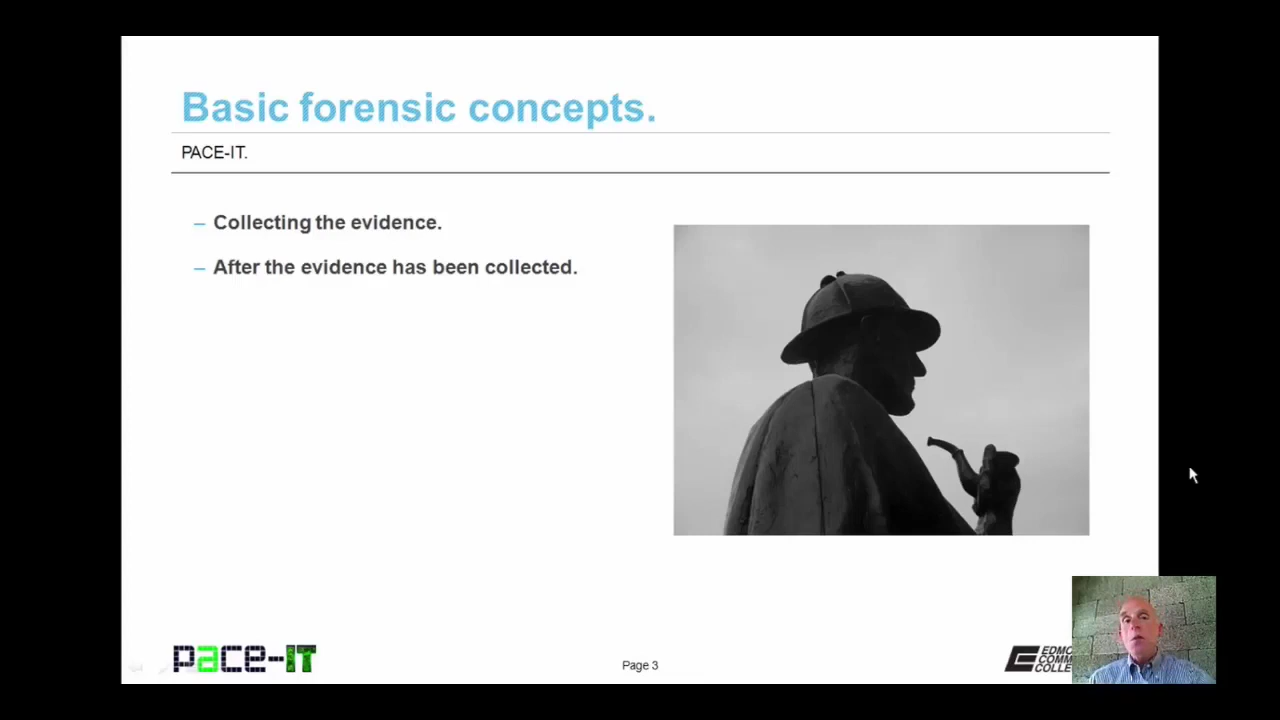 Basic forensic concepts.
PACE-IT.
– Collecting the evidence.
– After the evidence has been collected.
pace-IT
Page 3